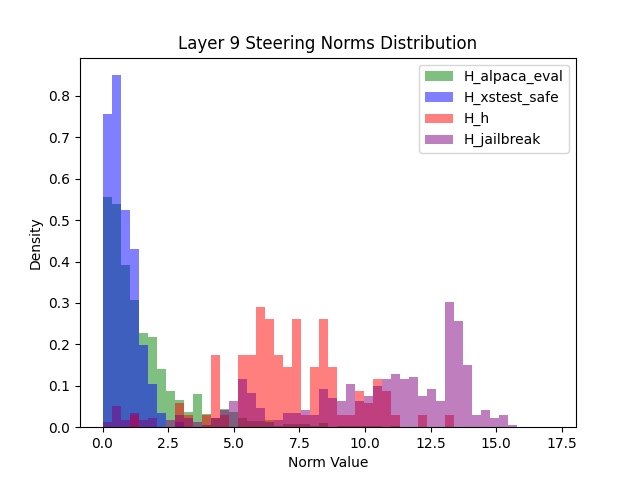 Layer 9 Steering Norms Distribution
H_alpaca_eval
H_xstest_safe
H_h
H_jailbreak
Density
0.8
0.7
0.6
0.5
0.4
0.3
0.2
0.1
0.0
0.0 2.5 5.0 7.5 10.0 12.5 15.0 17.5
Norm Value